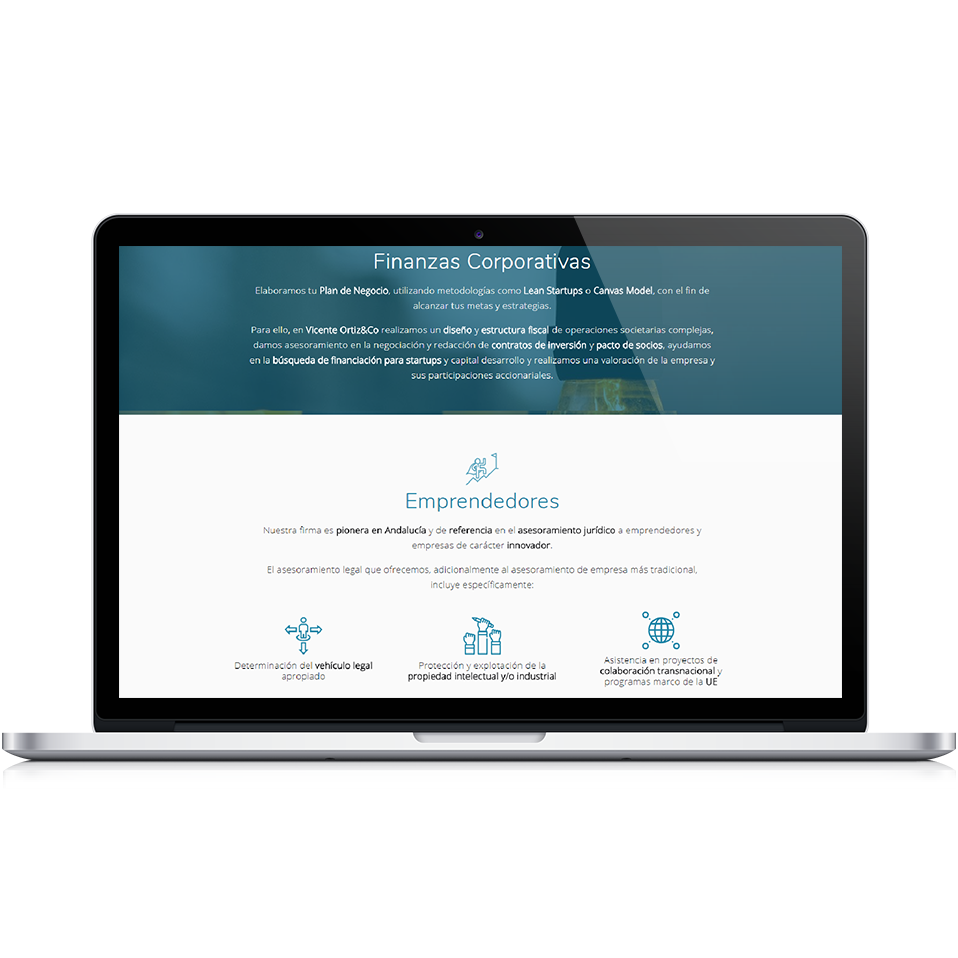 Finanzas Corporativas
Elaboramos tu Plan de Negocio, utilizando metodologías como Lean Startups o Canvas Model, con el fin de
alcanzar tus metas y estrategias.
Para ello, en Vicente Ortiz&Co realizamos un diseño y estructura fiscal de operaciones societarias complejas,
damos asesoramiento en la negociación y redacción de contratos de inversión y pacto de socios, ayudamos
en la búsqueda de financiación para startups y capital desarrollo y realizamos una valoración de la empresa y
sus participaciones accionariales.
Emprendedores
Nuestra firma es pionera en Andalucía y de referencia en el asesoramiento jurídico a emprendedores y
empresas de carácter innovador.
El asesoramiento legal que ofrecemos, adicionalmente al asesoramiento de empresa más tradicional,
incluye específicamente:
Determinación del vehículo legal
apropiado
Protección y explotación de la
propiedad intelectual y/o industrial
Asistencia en proyectos de
colaboración transnacional y
programas marco de la UE